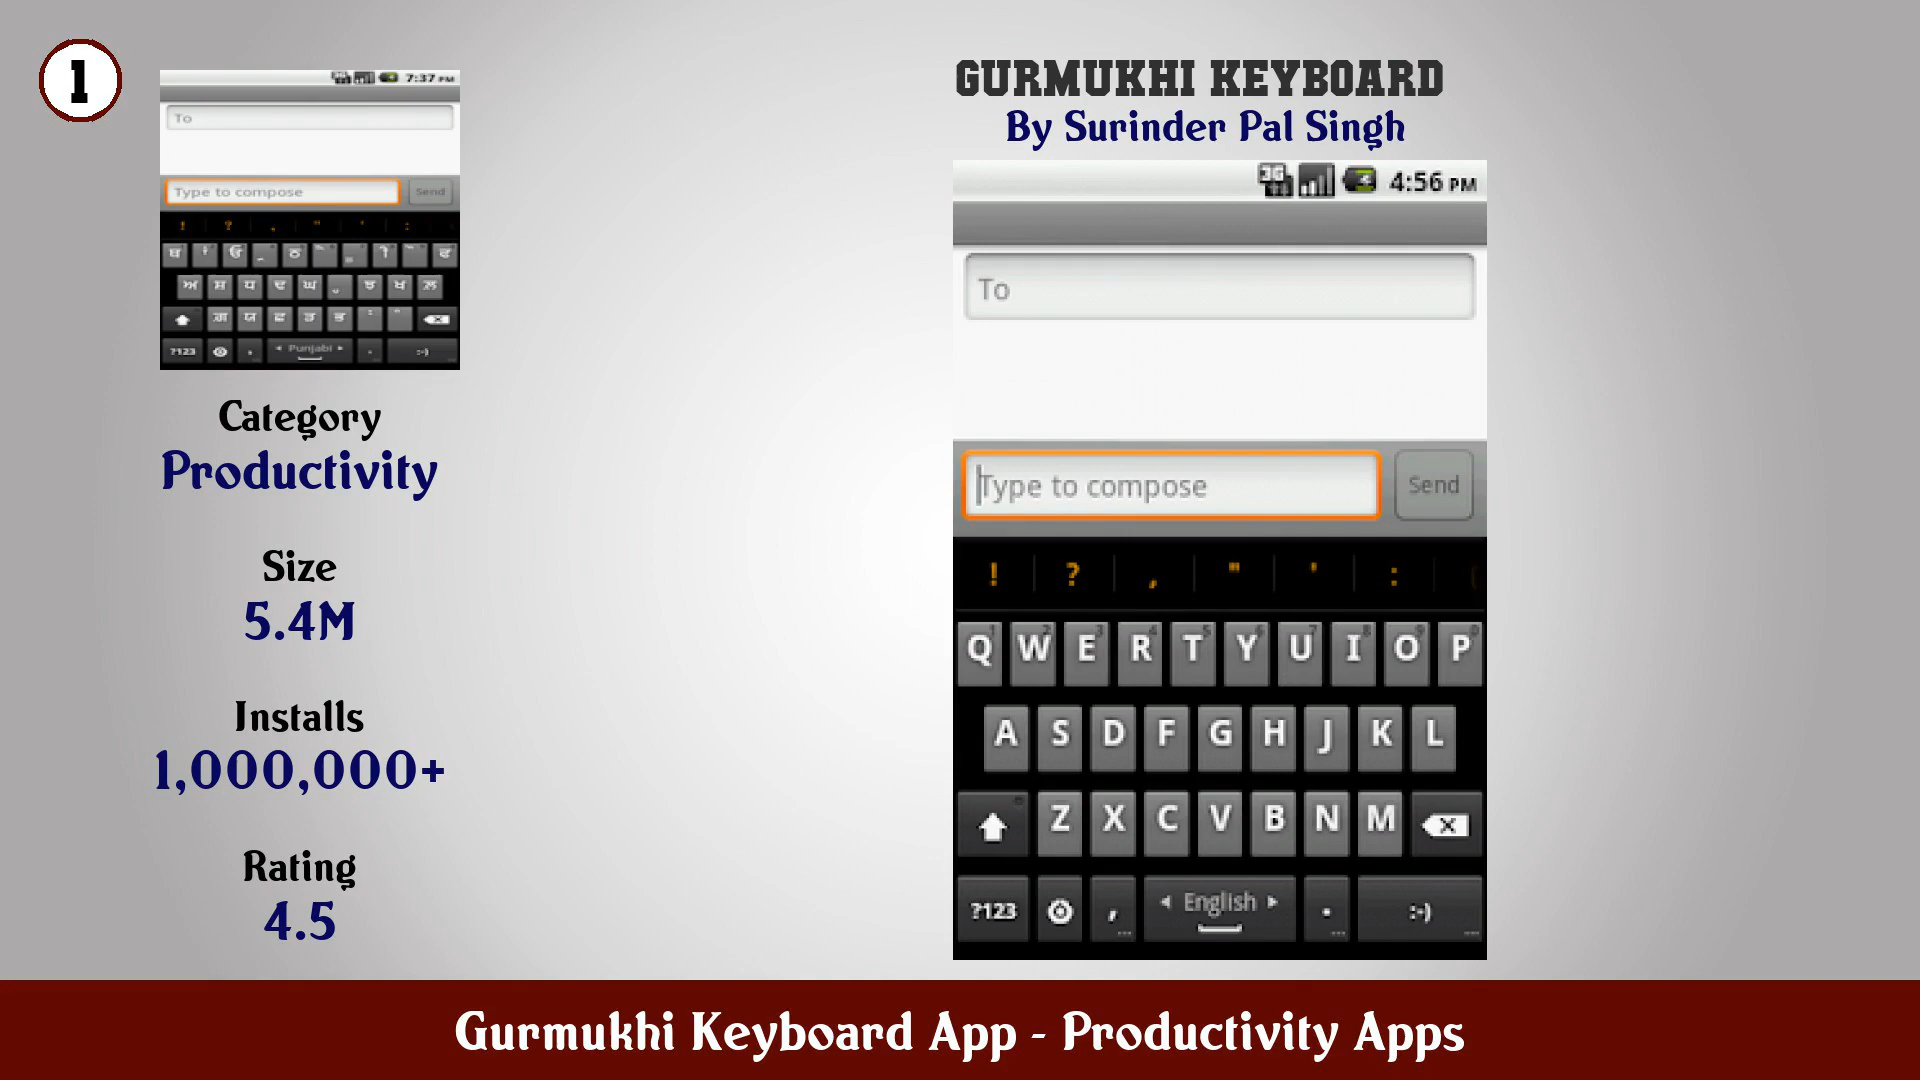 1
7:37 PM
To
Type to compose
Send
! ? , " ' :
?123 , Punjabi . :-)
Category
Productivity
Size
5.4M
Installs
1,000,000+
Rating
4.5
GURMUKHI KEYBOARD
By Surinder Pal Singh
3G 4:56 PM
To
Type to compose
Send
! ? , " ' :
Q W E R T Y U I O P
A S D F G H J K L
Z X C V B N M
?123 , English . :-)
Gurmukhi Keyboard App - Productivity Apps